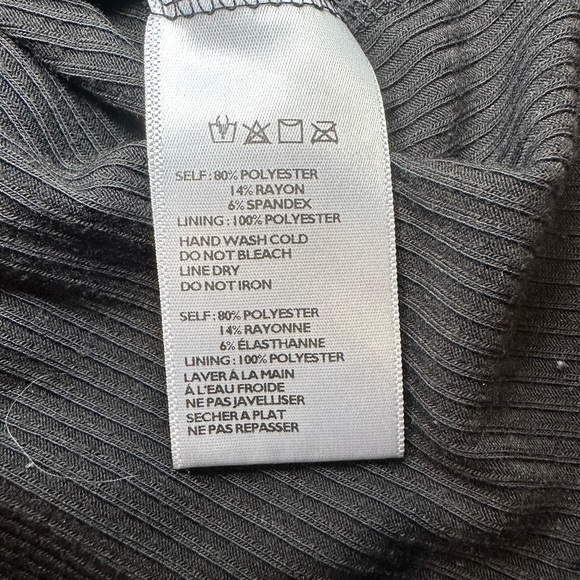 SELF: 80% POLYESTER
14% RAYON
6% SPANDEX
LINING: 100% POLYESTER
HAND WASH COLD
DO NOT BLEACH
LINE DRY
DO NOT IRON
SELF: 80% POLYESTER
14% RAYONNE
6% ÉLASTHANNE
LINING: 100% POLYESTER
LAVER Á LA MAIN
Á L'EAU FROIDE
NE PAS JAVELLISER
SECHER A PLAT
NE PAS REPASSER